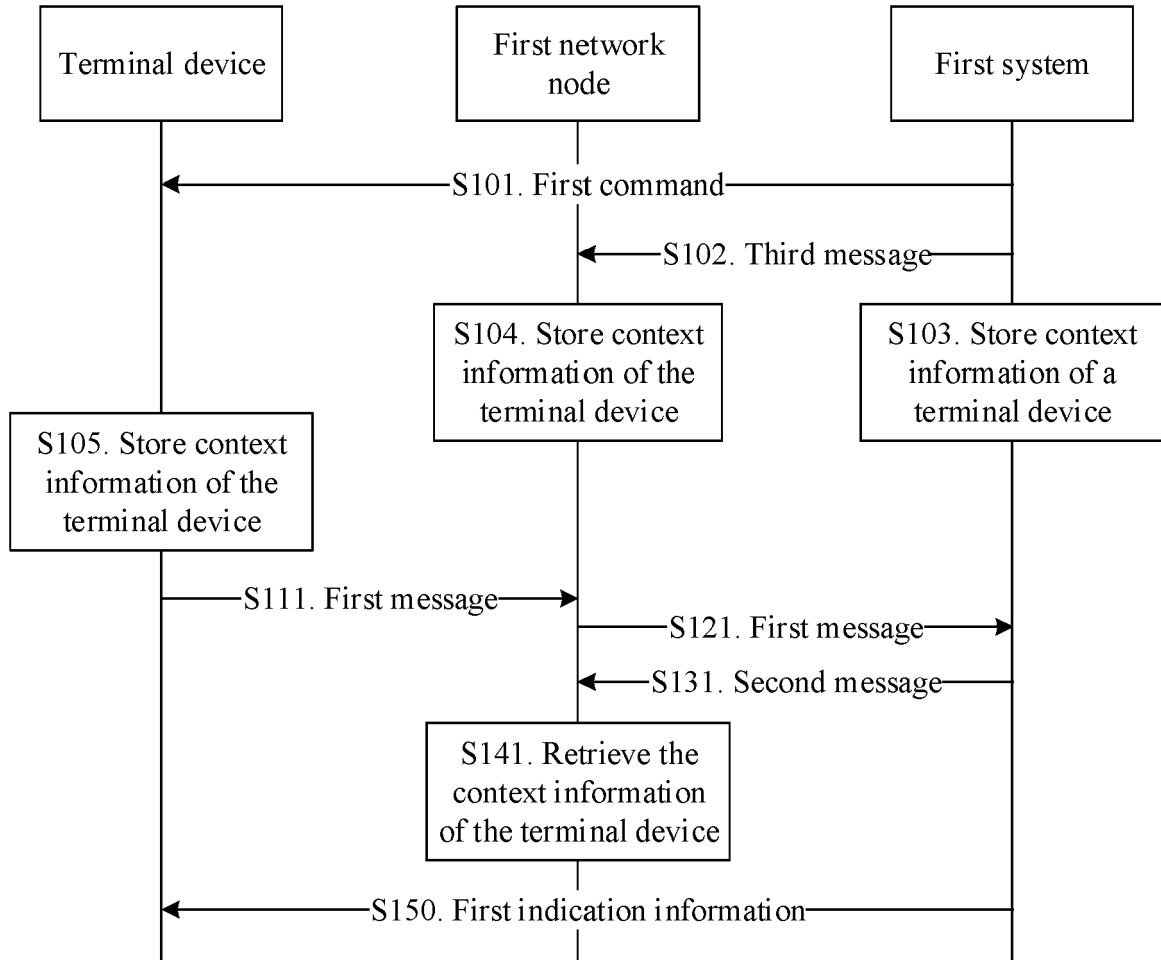 Terminal device
First network
node
First system
S101. First command
S102. Third message
S104. Store context
information of the
terminal device
S103. Store context
information of a
terminal device
S105. Store context
information of the
terminal device
S111. First message
S121. First message
S131. Second message
S141. Retrieve the
context information
of the terminal device
S150. First indication information